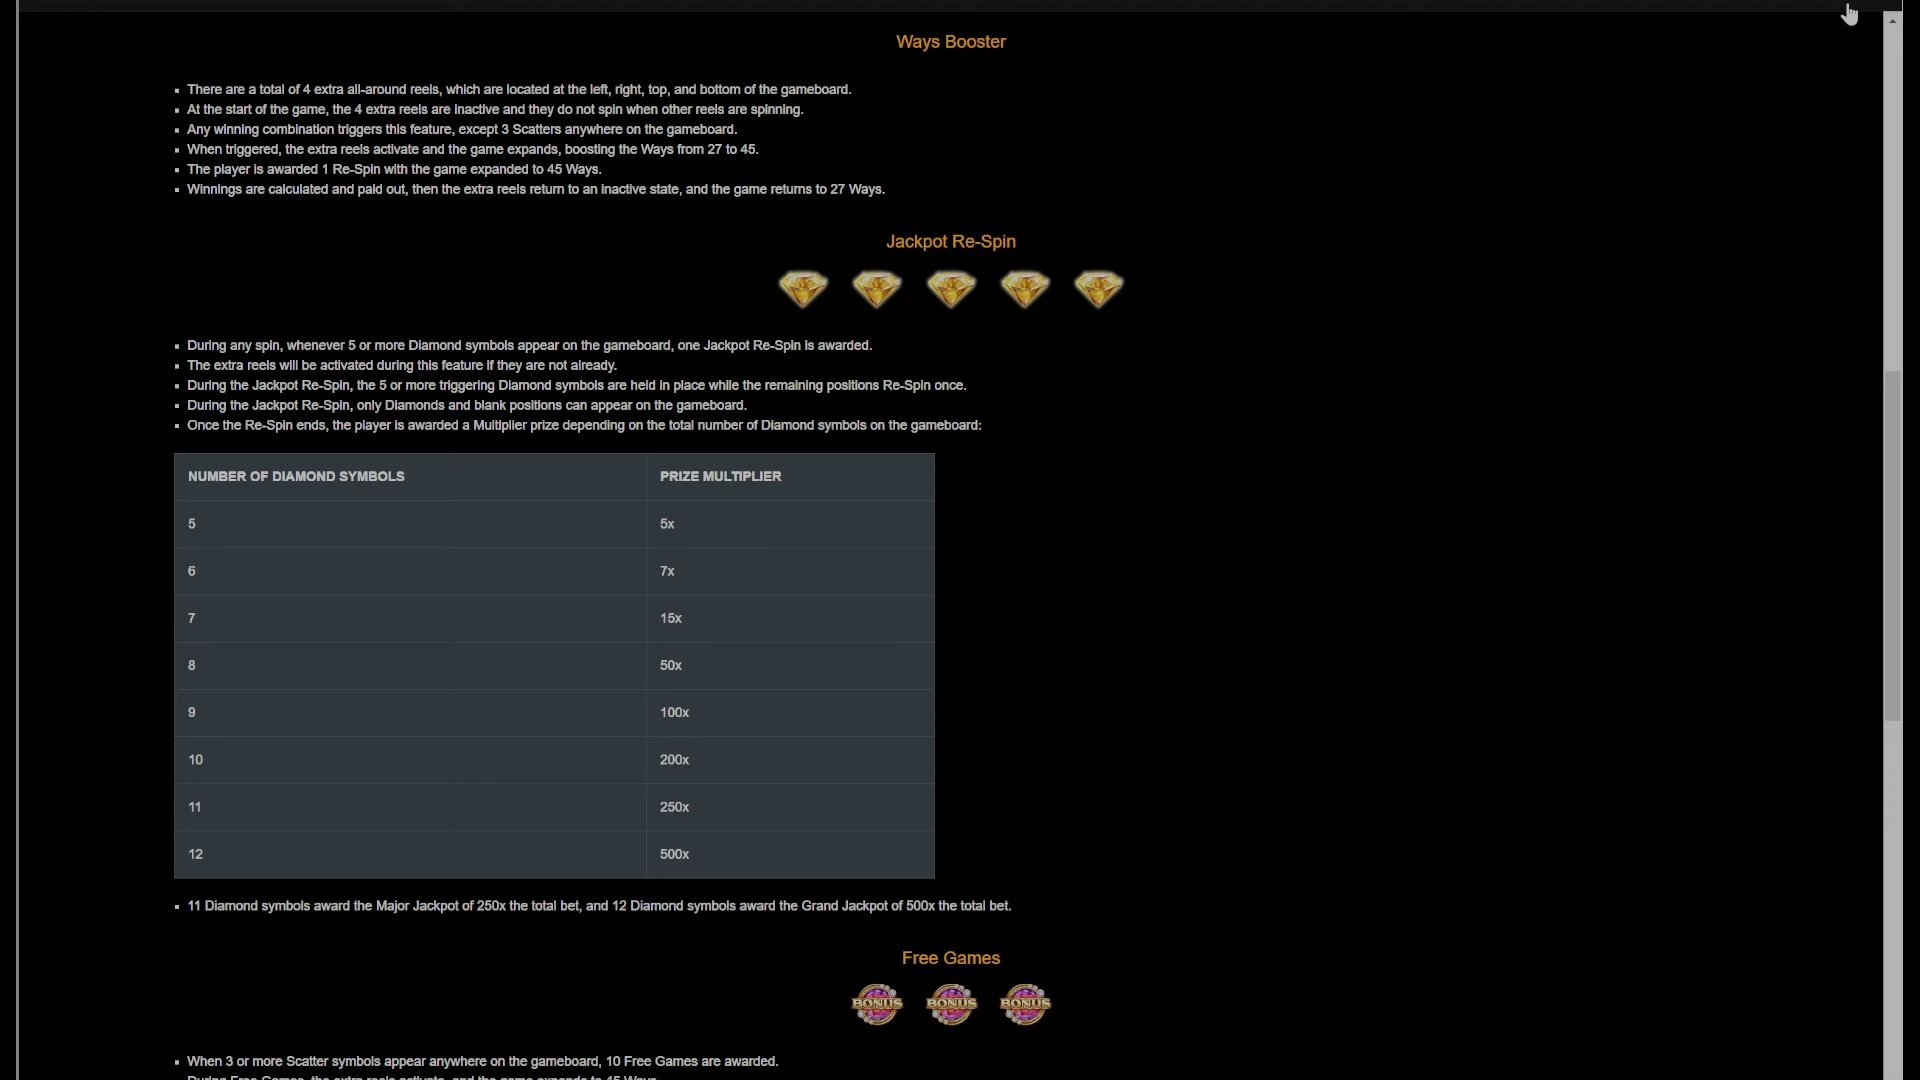 Ways Booster
There are a total of 4 extra all-around reels, which are located at the left, right, top, and bottom of the gameboard.
At the start of the game, the 4 extra reels are inactive and they do not spin when other reels are spinning.
Any winning combination triggers this feature, except 3 Scatters anywhere on the gameboard.
When triggered, the extra reels activate and the game expands, boosting the Ways from 27 to 45.
The player is awarded 1 Re-Spin with the game expanded to 45 Ways.
Winnings are calculated and paid out, then the extra reels return to an inactive state, and the game returns to 27 Ways.
Jackpot Re-Spin
During any spin, whenever 5 or more Diamond symbols appear on the gameboard, one Jackpot Re-Spin is awarded.
The extra reels will be activated during this feature if they are not already.
During the Jackpot Re-Spin, the 5 or more triggering Diamond symbols are held in place while the remaining positions Re-Spin once.
During the Jackpot Re-Spin, only Diamonds and blank positions can appear on the gameboard.
Once the Re-Spin ends, the player is awarded a Multiplier prize depending on the total number of Diamond symbols on the gameboard:
NUMBER OF DIAMOND SYMBOLS PRIZE MULTIPLIER
5 5x
6 7x
7 15x
8 50x
9 100x
10 200x
11 250x
12 500x
11 Diamond symbols award the Major Jackpot of 250x the total bet, and 12 Diamond symbols award the Grand Jackpot of 500x the total bet.
Free Games
BONUS BONUS BONUS
When 3 or more Scatter symbols appear anywhere on the gameboard, 10 Free Games are awarded.
During Free Games, the extra reels activate, and the game expands to 45 Ways.